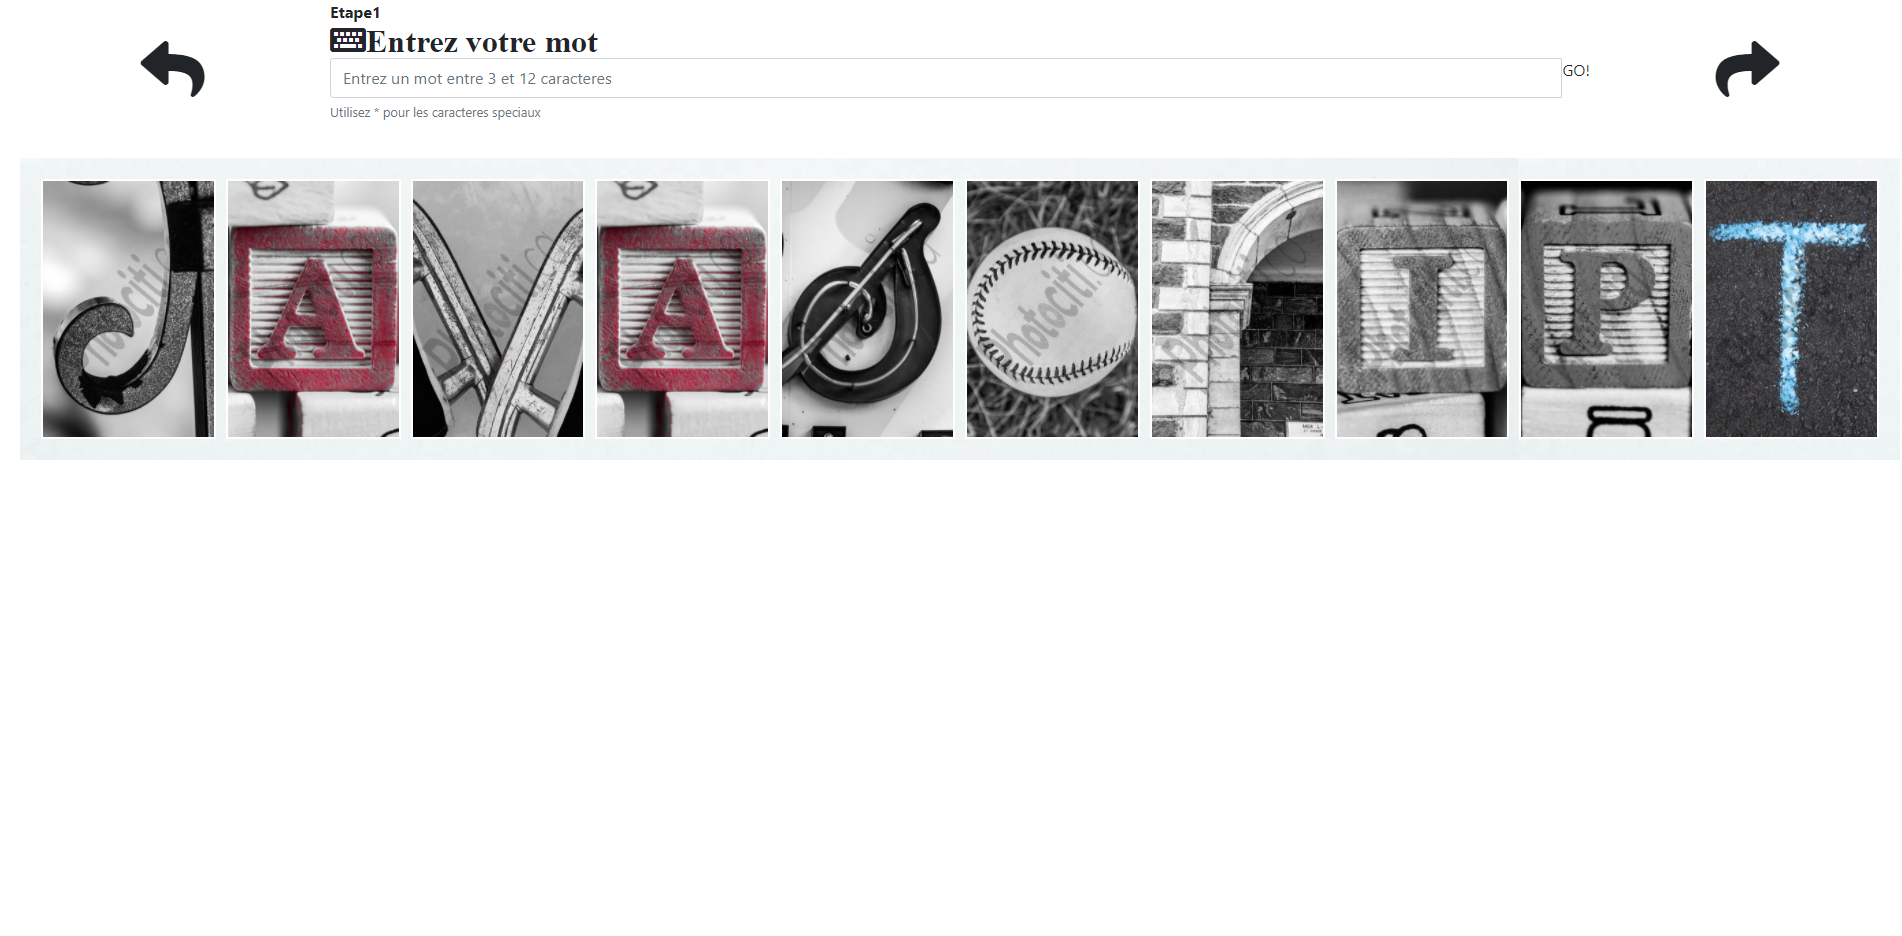 Etape1
Entrez votre mot
Entrez un mot entre 3 et 12 caracteres
GO!
Utilisez * pour les caracteres speciaux
J A V A S C R I P T